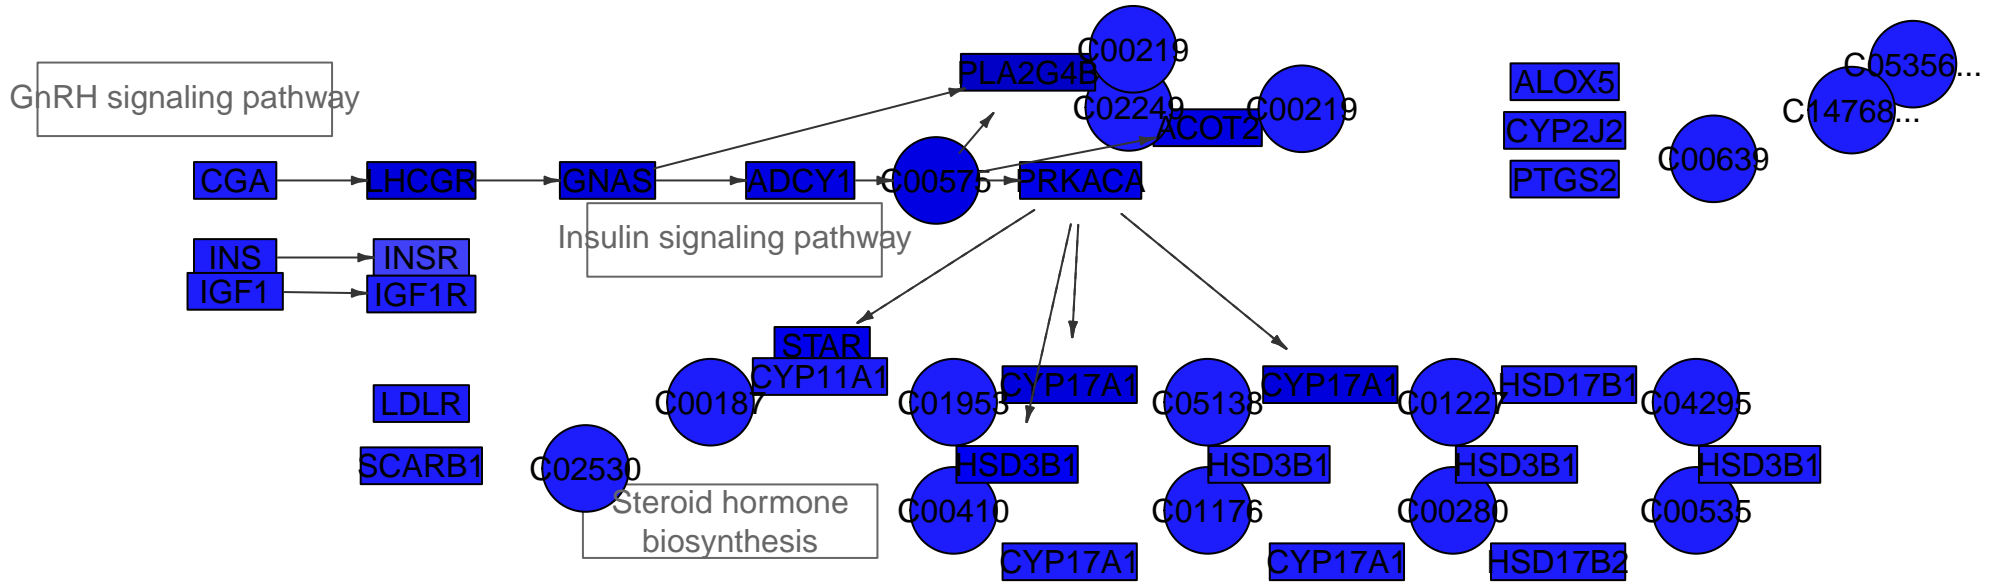 C00219
C05356...
PLA2G4B
ALOX5
GnRH signaling pathway
C02249
C00219
C14768...
ACOT2
CYP2J2
C00639
CGA
LHCGR
GNAS
ADCY1
C00575
PRKACA
PTGS2
Insulin signaling pathway
INS
INSR
IGF1
IGF1R
STAR
CYP11A1
CYP17A1
CYP17A1
HSD17B1
LDLR
C00187
C01953
C05138
C01227
C04295
SCARB1
C02530
HSD3B1
HSD3B1
HSD3B1
HSD3B1
Steroid hormone
biosynthesis
C00410
C01176
C00280
C00535
CYP17A1
CYP17A1
HSD17B2